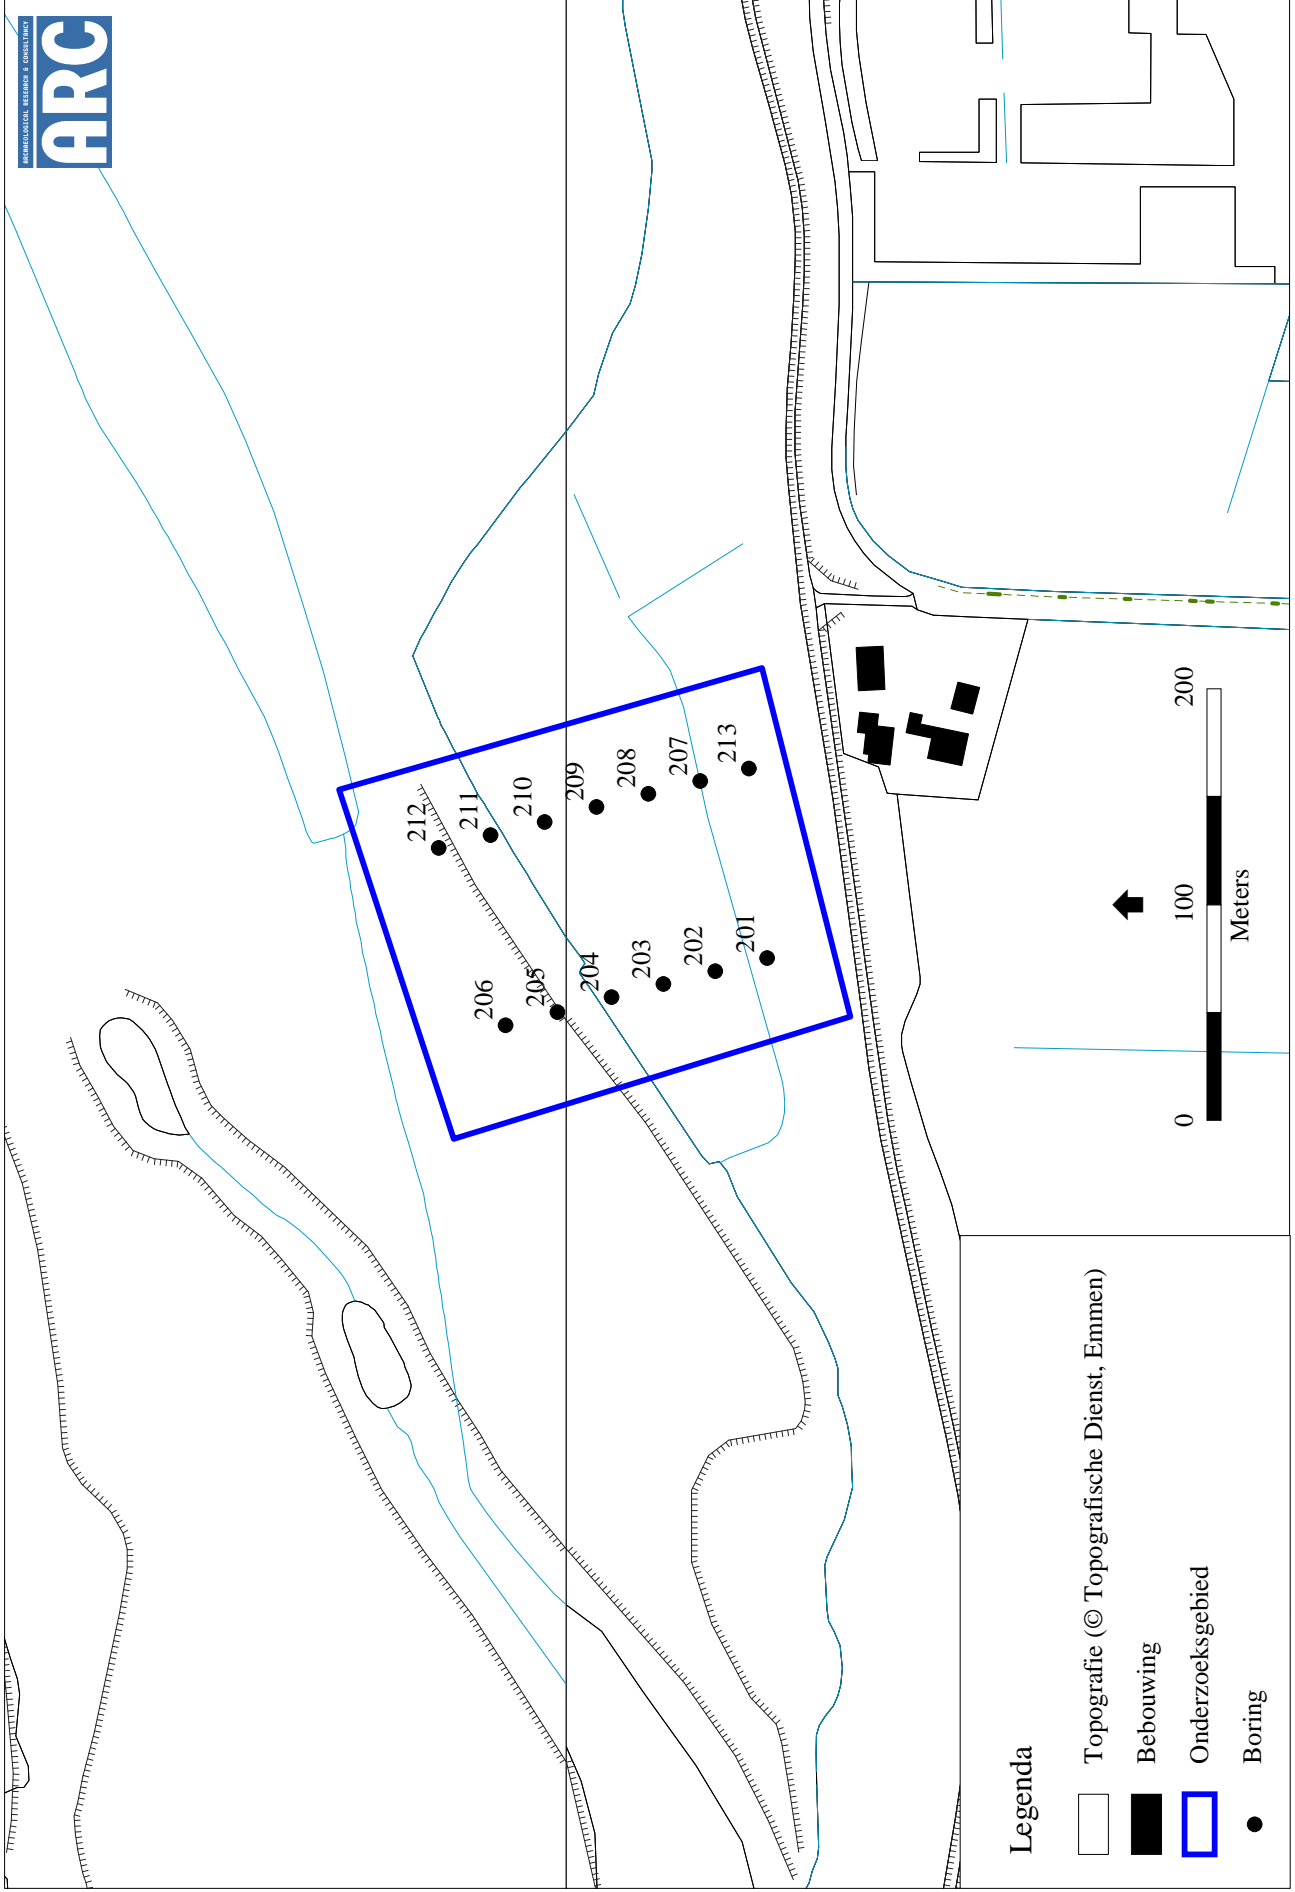 ARCHAEOLOGICAL RESEARCH & CONSULTANCY
ARC
212
211
210
209
208
207
213
206
205
204
203
202
201
0
100
200
Meters
Legenda
Topografie (© Topografische Dienst, Emmen)
Bebouwing
Onderzoeksgebied
Boring